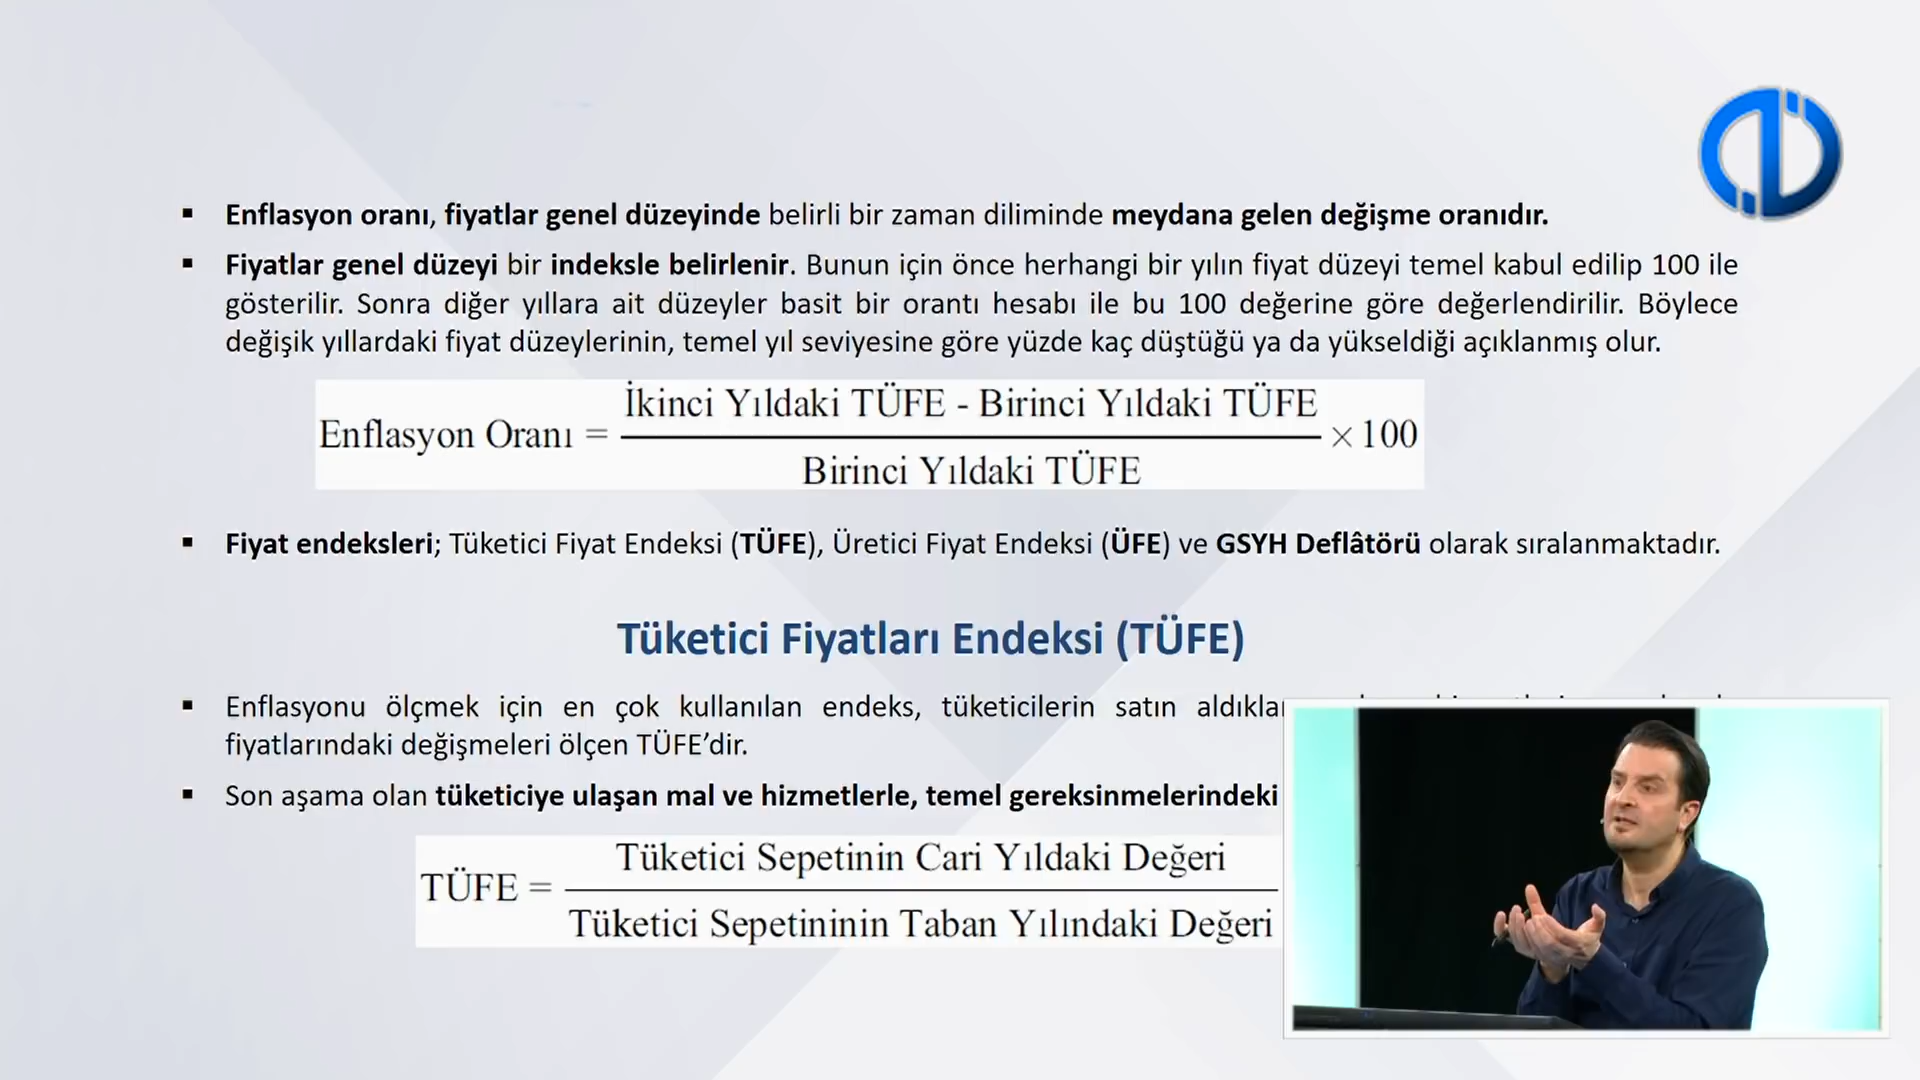 Enflasyon oranı, fiyatlar genel düzeyinde belirli bir zaman diliminde meydana gelen değişme oranıdır.
Fiyatlar genel düzeyi bir indeksle belirlenir. Bunun için önce herhangi bir yılın fiyat düzeyi temel kabul edilip 100 ile
gösterilir. Sonra diğer yıllara ait düzeyler basit bir orantı hesabı ile bu 100 değerine göre değerlendirilir. Böylece
değişik yıllardaki fiyat düzeylerinin, temel yıl seviyesine göre yüzde kaç düştüğü ya da yükseldiği açıklanmış olur.
İkinci Yıldaki TÜFE - Birinci Yıldaki TÜFE
Enflasyon Oranı = × 100
Birinci Yıldaki TÜFE
Fiyat endeksleri; Tüketici Fiyat Endeksi (TÜFE), Üretici Fiyat Endeksi (ÜFE) ve GSYH Deflâtörü olarak sıralanmaktadır.
Tüketici Fiyatları Endeksi (TÜFE)
Enflasyonu ölçmek için en çok kullanılan endeks, tüketicilerin satın
fiyatlarındaki değişmeleri ölçen TÜFE’dir.
Son aşama olan tüketiciye ulaşan mal ve hizmetlerle, temel gereksinmelerindeki
Tüketici Sepetinin Cari Yıldaki Değeri
TÜFE =
Tüketici Sepetininin Taban Yılındaki Değeri